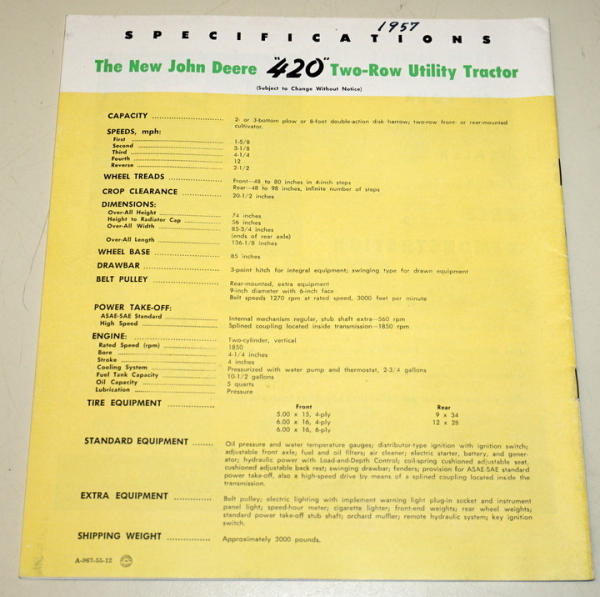 1957
SPECIFICATIONS
The New John Deere "420" Two-Row Utility Tractor
(Subject to Change Without Notice)
CAPACITY 2- or 3-bottom plow or 8-foot double-action disk harrow; two-row front- or rear-mounted
cultivator.
SPEEDS, mph:
First 1-5/8
Second 3-1/8
Third 4-1/4
Fourth 12
Reverse 2-1/2
WHEEL TREADS Front—48 to 80 inches in 4-inch steps
Rear—48 to 98 inches, infinite number of steps
CROP CLEARANCE 20-1/2 inches
DIMENSIONS:
Over-All Height 74 inches
Height to Radiator Cap 56 inches
Over-All Width 85-3/4 inches
(ends of rear axle)
Over-All Length 136-1/8 inches
WHEEL BASE 85 inches
DRAWBAR 3-point hitch for integral equipment; swinging type for drawn equipment
BELT PULLEY Rear-mounted, extra equipment
9-inch diameter with 6-inch face
Belt speeds 1270 rpm at rated speed, 3000 feet per minute
POWER TAKE-OFF:
ASAE-SAE Standard Internal mechanism regular, stub shaft extra—560 rpm
High Speed Splined coupling located inside transmission—1850 rpm
ENGINE: Two-cylinder, vertical
Rated Speed (rpm) 1850
Bore 4-1/4 inches
Stroke 4 inches
Cooling System Pressurized with water pump and thermostat, 2-3/4 gallons
Fuel Tank Capacity 10-1/2 gallons
Oil Capacity 5 quarts
Lubrication Pressure
TIRE EQUIPMENT Front Rear
5.00 x 15, 4-ply 9 x 34
6.00 x 16, 4-ply 12 x 28
6.00 x 16, 6-ply
STANDARD EQUIPMENT Oil pressure and water temperature gauges; distributor-type ignition with ignition switch;
adjustable front axle; fuel and oil filters; air cleaner; electric starter, battery, and gener-
ator; hydraulic power with Load-and-Depth Control; coil-spring cushioned adjustable seat,
cushioned adjustable back rest; swinging drawbar; fenders; provision for ASAE-SAE standard
power take-off, also a high-speed drive by means of a splined coupling located inside the
transmission.
EXTRA EQUIPMENT Belt pulley; electric lighting with implement warning light plug-in socket and instrument
panel light; speed-hour meter; cigarette lighter; front-end weights; rear wheel weights;
standard power take-off stub shaft; orchard muffler; remote hydraulic system; key ignition
switch.
SHIPPING WEIGHT Approximately 3000 pounds.
A-967-55-12